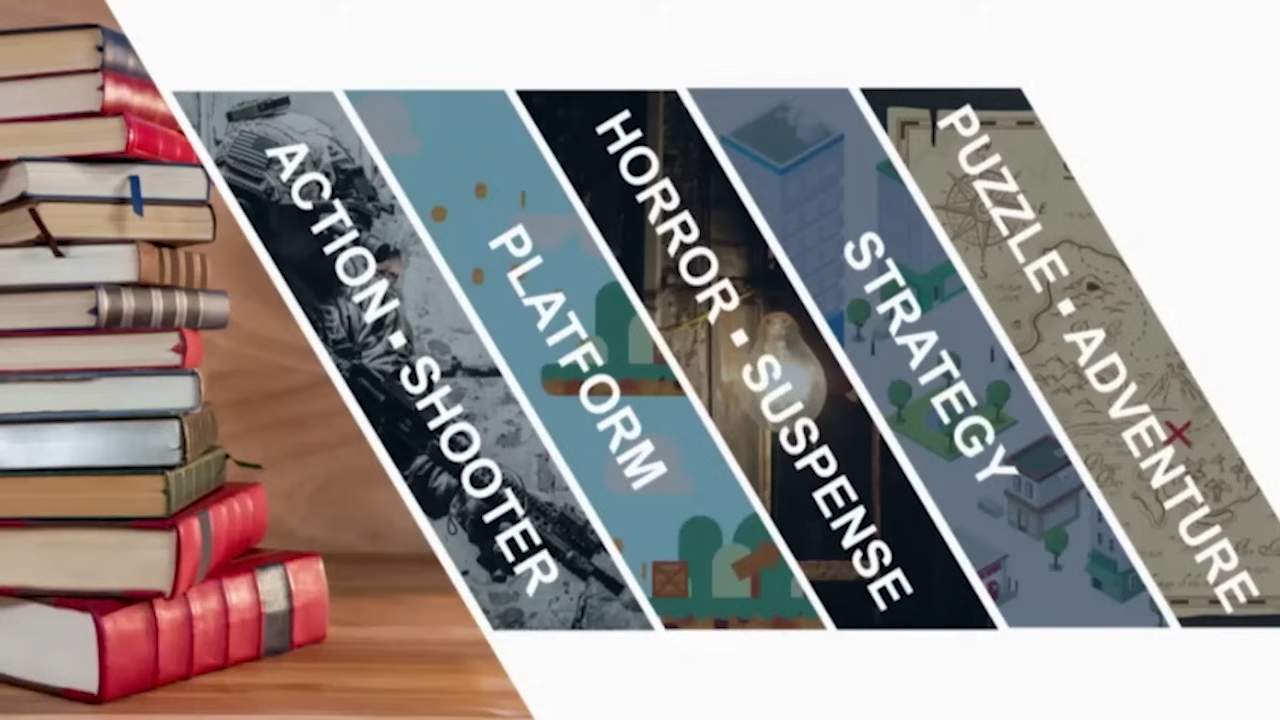 ACTION ▪ SHOOTER
PLATFORM
HORROR ▪ SUSPENSE
STRATEGY
PUZZLE ▪ ADVENTURE